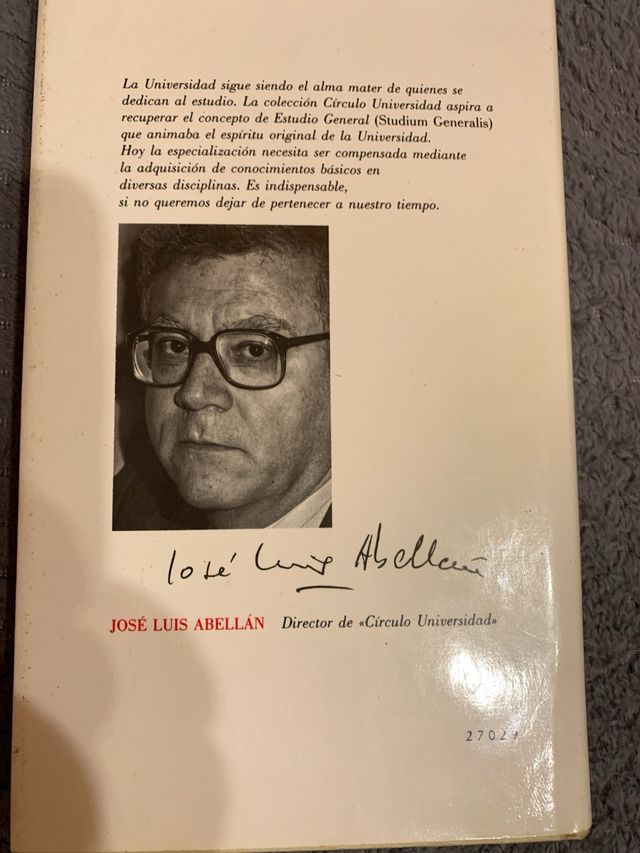 La Universidad sigue siendo el alma mater de quienes se
dedican al estudio. La colección Círculo Universidad aspira a
recuperar el concepto de Estudio General (Studium Generalis)
que animaba el espíritu original de la Universidad.
Hoy la especialización necesita ser compensada mediante
la adquisición de conocimientos básicos en
diversas disciplinas. Es indispensable,
si no queremos dejar de pertenecer a nuestro tiempo.
José Luis Abellán
JOSÉ LUIS ABELLÁN Director de «Círculo Universidad»
27029